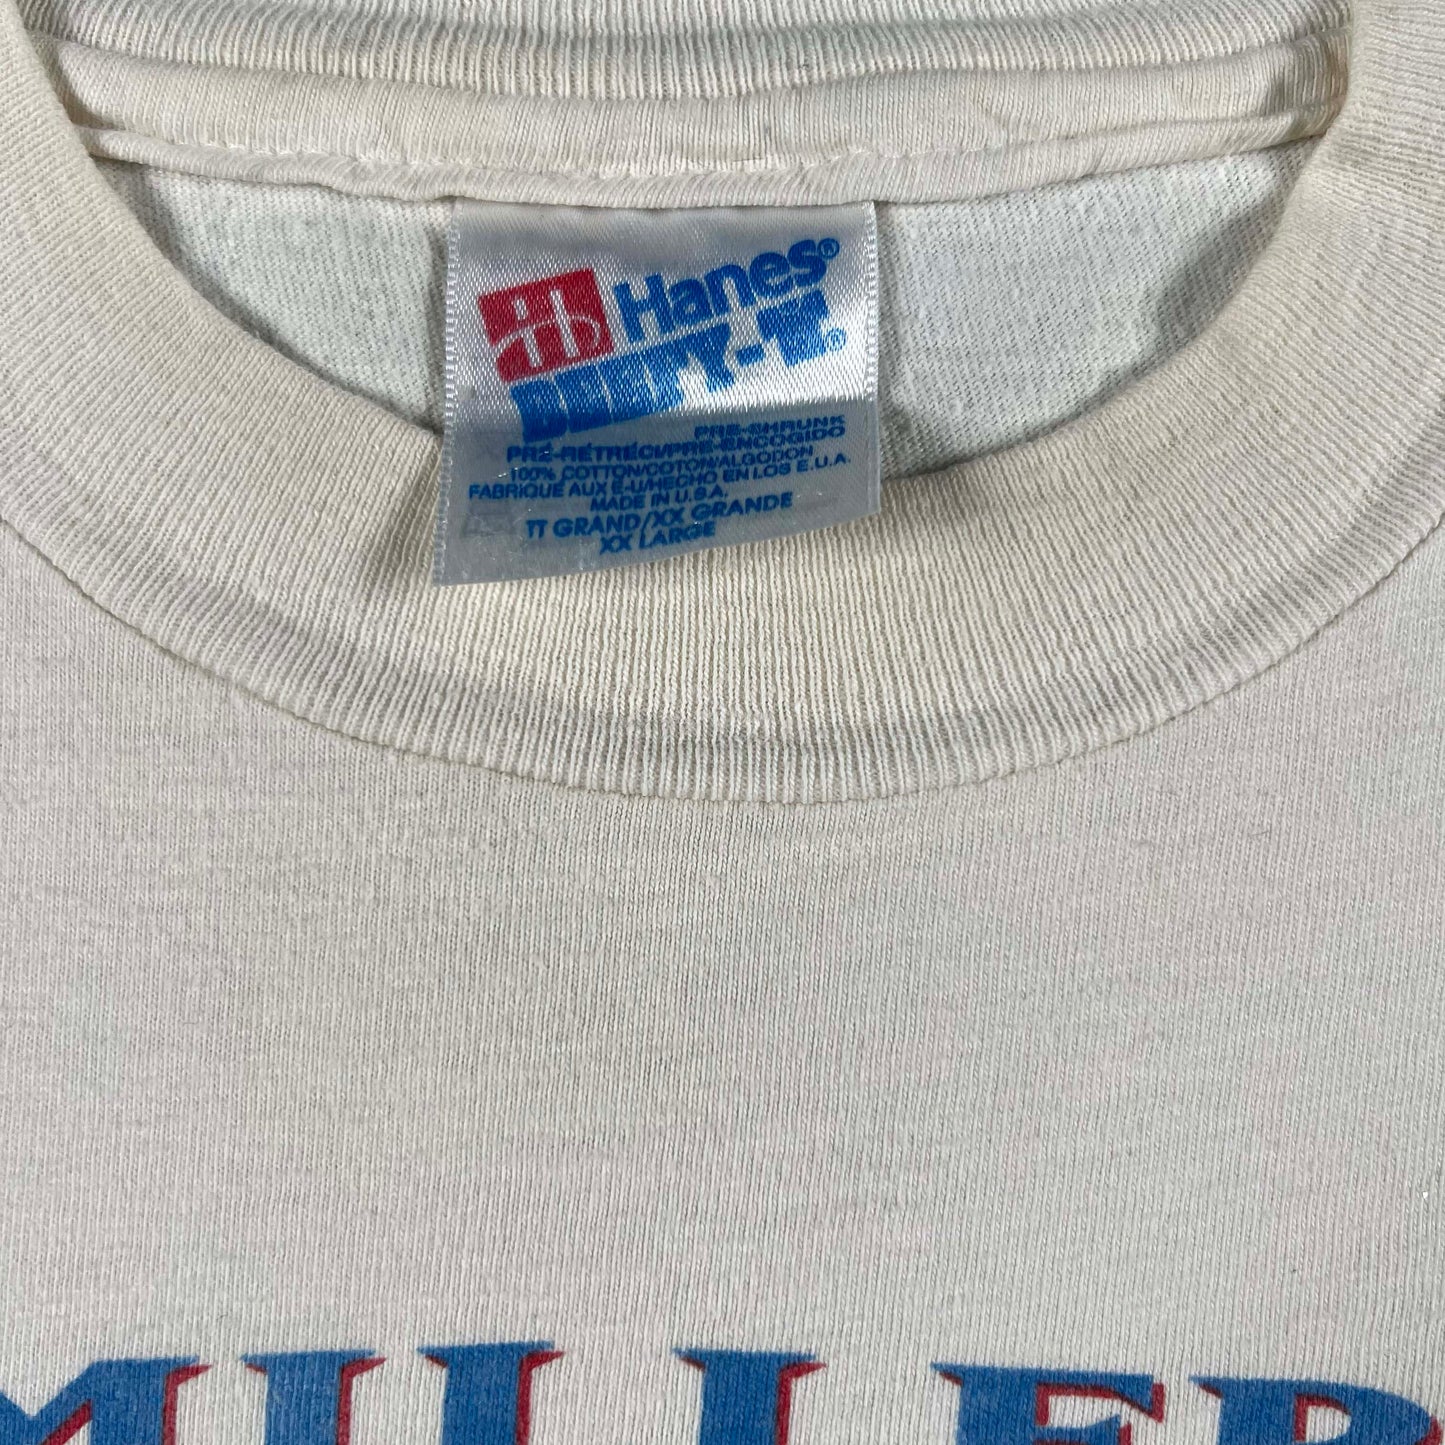 Hanes®
BEEFY-T®
PRE-SHRUNK
PRÉ-RÉTRÉCI/PRE-ENCOGIDO
100% COTTON/COTON/ALGODON
FABRIQUÉ AUX É-U/HECHO EN LOS E.U.A.
MADE IN U.S.A.
TT GRAND/XX GRANDE
XX LARGE
MILLER